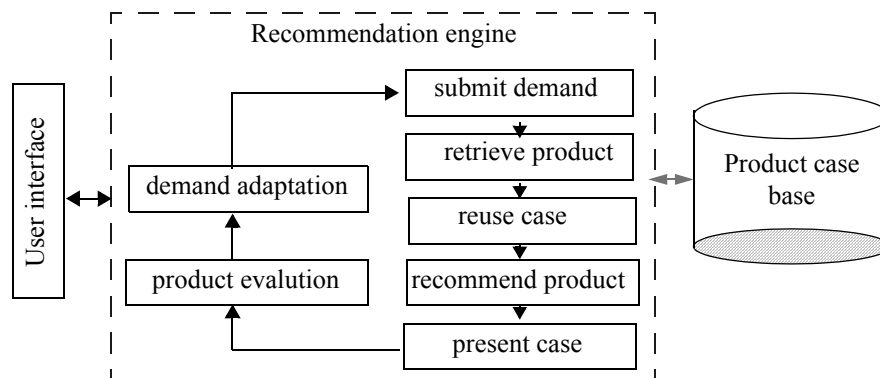 Recommendation engine
User interface
submit demand
retrieve product
reuse case
recommend product
present case
product evalution
demand adaptation
Product case
base